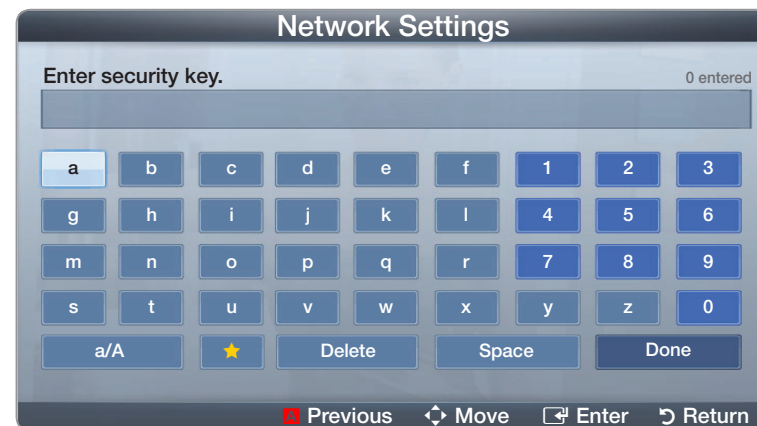 Network Settings
Enter security key. 0 entered
a b c d e f 1 2 3
g h i j k l 4 5 6
m n o p q r 7 8 9
s t u v w x y z 0
a/A ★ Delete Space Done
A Previous Move Enter Return